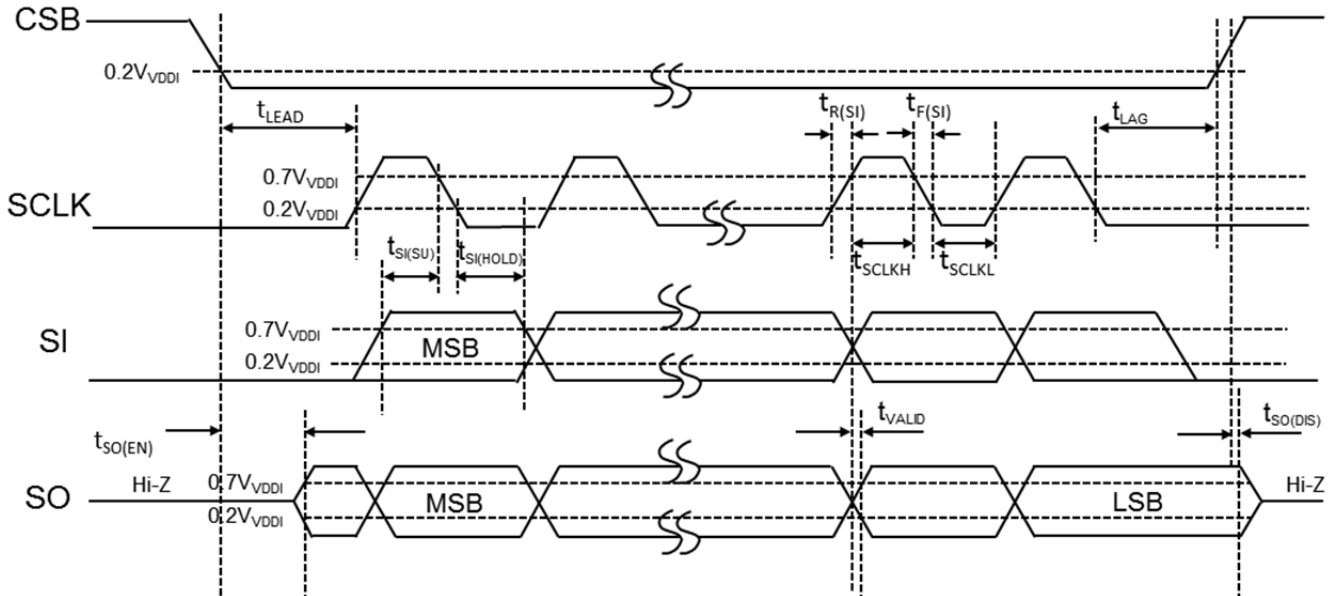 CSB
0.2VVDDI
tLEAD
tR(SI)
tF(SI)
tLAG
SCLK
0.7VVDDI
0.2VVDDI
tSI(SU)
tSI(HOLD)
tSCLKH
tSCLKL
SI
0.7VVDDI
MSB
0.2VVDDI
tSO(EN)
tVALID
tSO(DIS)
SO
Hi-Z
0.7VVDDI
MSB
LSB
Hi-Z
0.2VVDDI